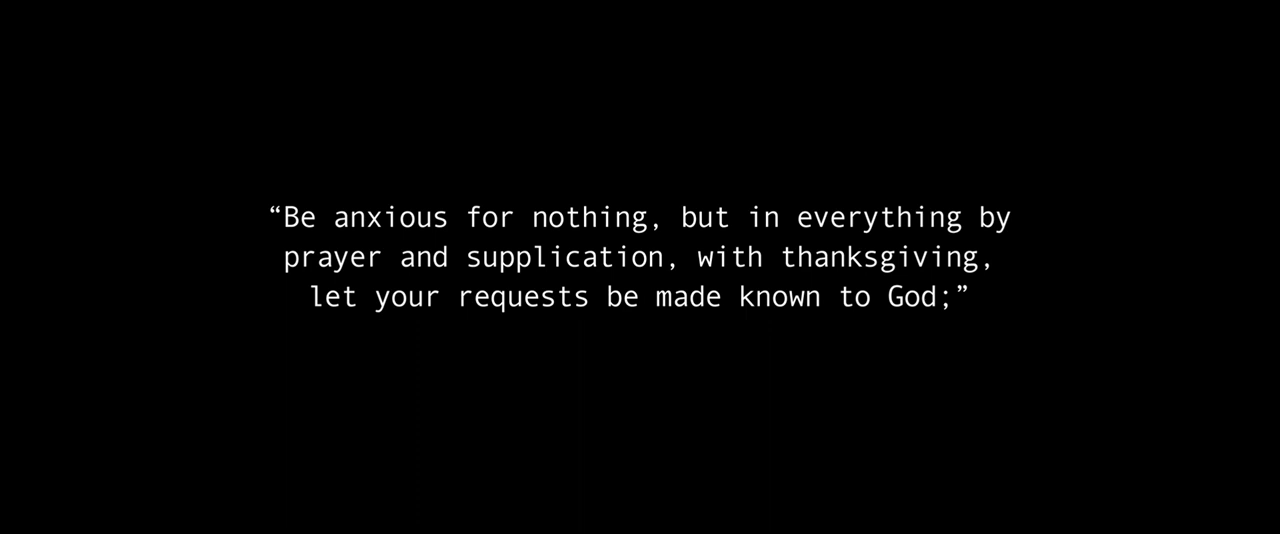 “Be anxious for nothing, but in everything by
prayer and supplication, with thanksgiving,
let your requests be made known to God;”